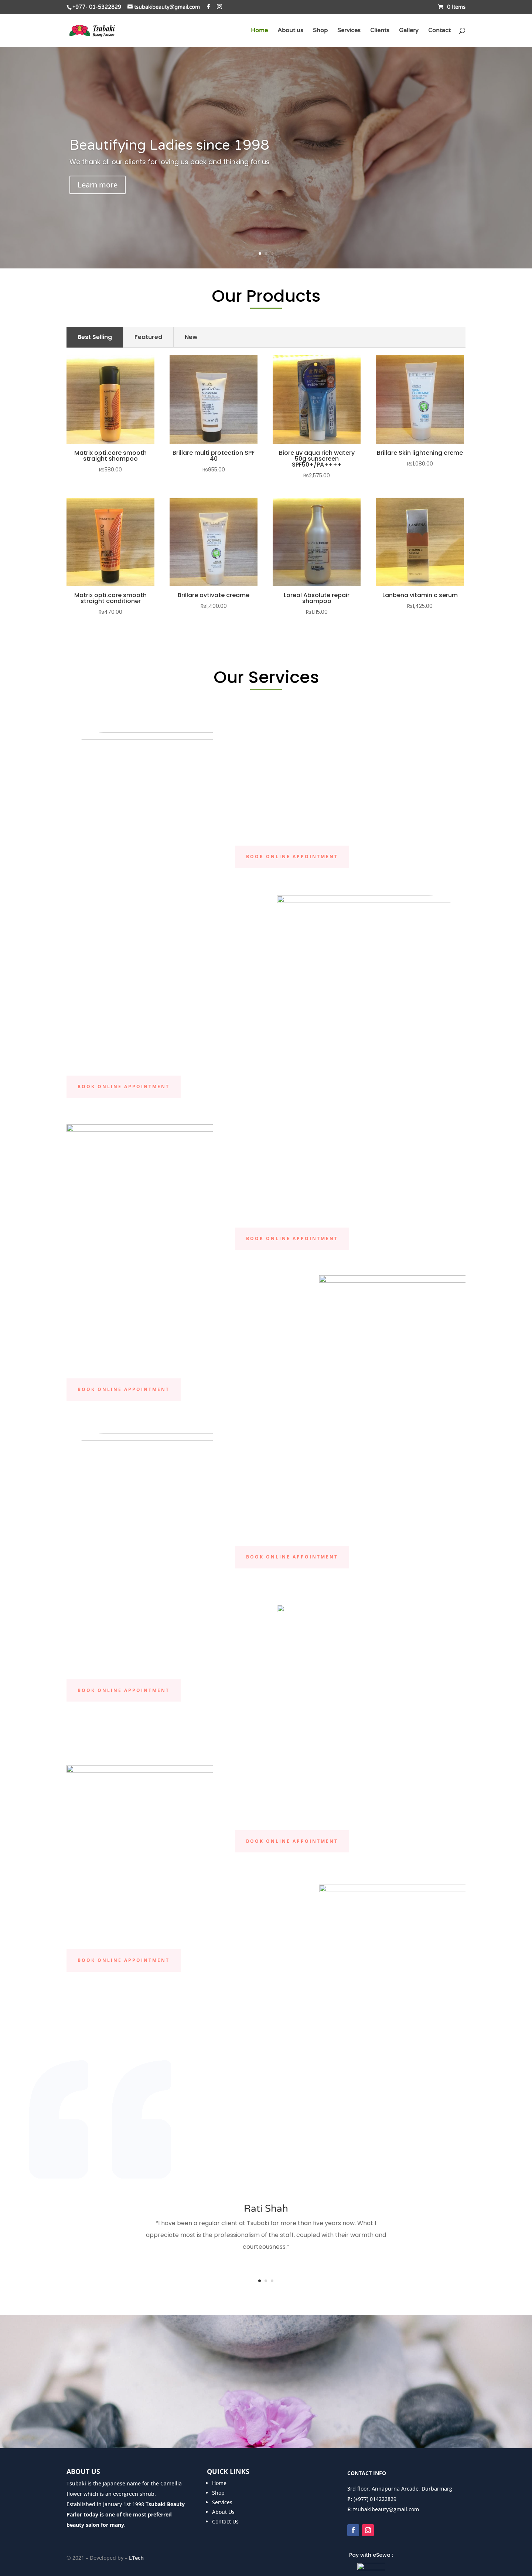 +977- 01-5322829 tsubakibeauty@gmail.com 0 Items
Tsubaki
Beauty Parlour
Home About us Shop Services Clients Gallery Contact
Beautifying Ladies since 1998
We thank all our clients for loving us back and thinking for us
Learn more
Our Products
Best Selling Featured New
Matrix opti.care smooth
straight shampoo
₨580.00
Brillare multi protection SPF
40
₨955.00
Biore uv aqua rich watery
50g sunscreen
SPF50+/PA++++
₨2,575.00
Brillare Skin lightening creme
₨1,080.00
Matrix opti.care smooth
straight conditioner
₨470.00
Brillare avtivate creame
₨1,400.00
Loreal Absolute repair
shampoo
₨1,115.00
Lanbena vitamin c serum
₨1,425.00
Our Services
BOOK ONLINE APPOINTMENT
BOOK ONLINE APPOINTMENT
BOOK ONLINE APPOINTMENT
BOOK ONLINE APPOINTMENT
BOOK ONLINE APPOINTMENT
BOOK ONLINE APPOINTMENT
BOOK ONLINE APPOINTMENT
BOOK ONLINE APPOINTMENT
Rati Shah
"I have been a regular client at Tsubaki for more than five years now. What I
appreciate most is the professionalism of the staff, coupled with their warmth and
courteousness."
ABOUT US
Tsubaki is the Japanese name for the Camellia
flower which is an evergreen shrub.
Established in January 1st 1998 Tsubaki Beauty
Parlor today is one of the most preferred
beauty salon for many.
QUICK LINKS
Home
Shop
Services
About Us
Contact Us
CONTACT INFO
3rd floor, Annapurna Arcade, Durbarmarg
P: (+977) 014222829
E: tsubakibeauty@gmail.com
Pay with eSewa :
© 2021 – Developed by - LTech